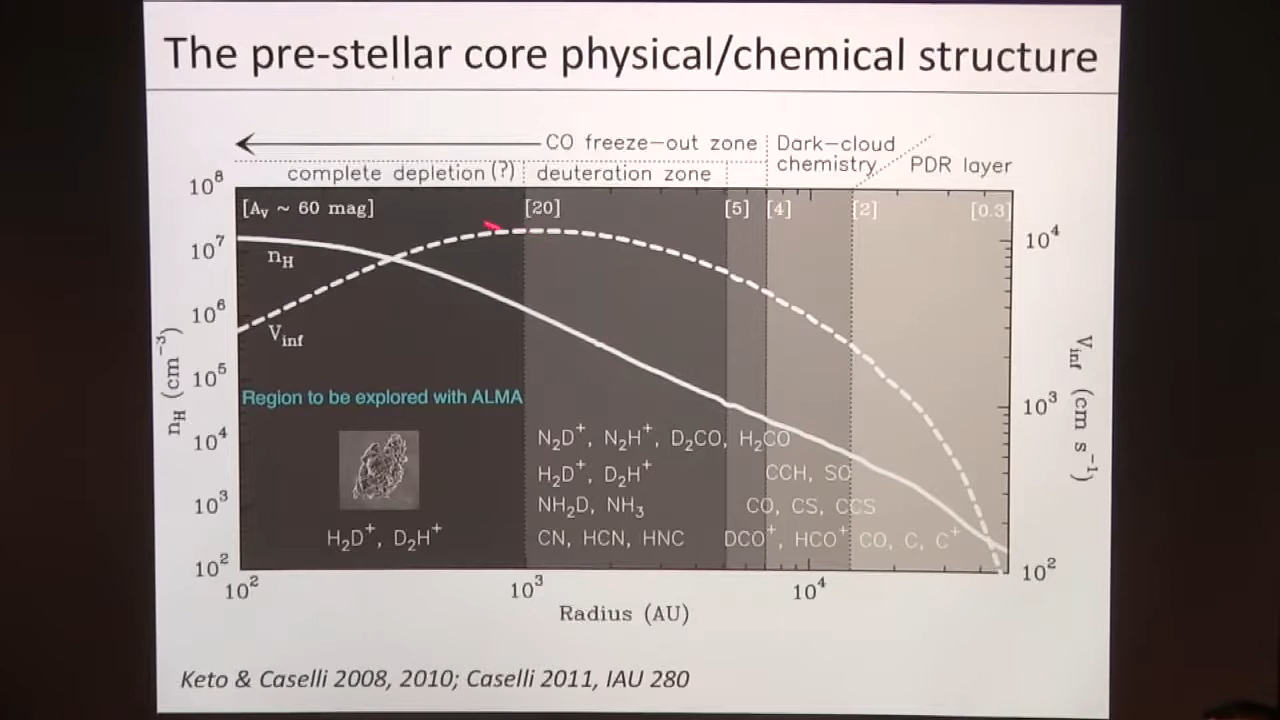 The pre-stellar core physical/chemical structure
CO freeze-out zone
Dark-cloud chemistry
PDR layer
complete depletion (?)
deuteration zone
[Aᵥ ~ 60 mag]
[20]
[5]
[4]
[2]
[0.3]
10⁸
10⁷
10⁶
10⁵
10⁴
10³
10²
n_H (cm⁻³)
n_H
V_inf
Region to be explored with ALMA
H₂D⁺, D₂H⁺
N₂D⁺, N₂H⁺, D₂CO, H₂CO
H₂D⁺, D₂H⁺
NH₂D, NH₃
CN, HCN, HNC
CCH, SO
CO, CS, CCS
DCO⁺, HCO⁺
CO, C, C⁺
10⁴
10³
10²
V_inf (cm s⁻¹)
10²
10³
10⁴
Radius (AU)
Keto & Caselli 2008, 2010; Caselli 2011, IAU 280